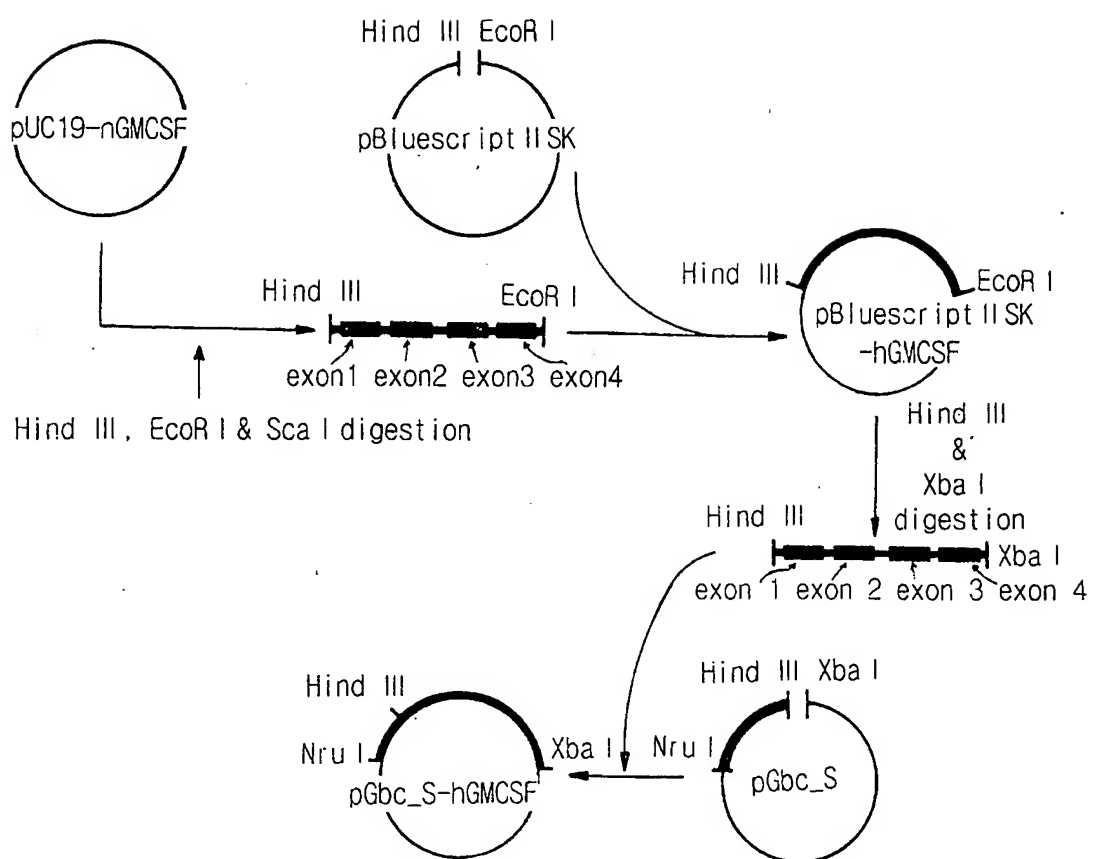 Hind III EcoR I
pUC19-nGMCSF
pBluescript II SK
Hind III
EcoR I
exon1 exon2 exon3 exon4
Hind III, EcoR I & Sca I digestion
Hind III
EcoR I
pBluescript II SK
-hGMCSF
Hind III
&
Xba I
digestion
Hind III
Xba I
exon 1 exon 2 exon 3 exon 4
Hind III Xba I
Nru I
pGbc_S
Hind III
Nru I
Xba I
pGbc_S-hGMCSF